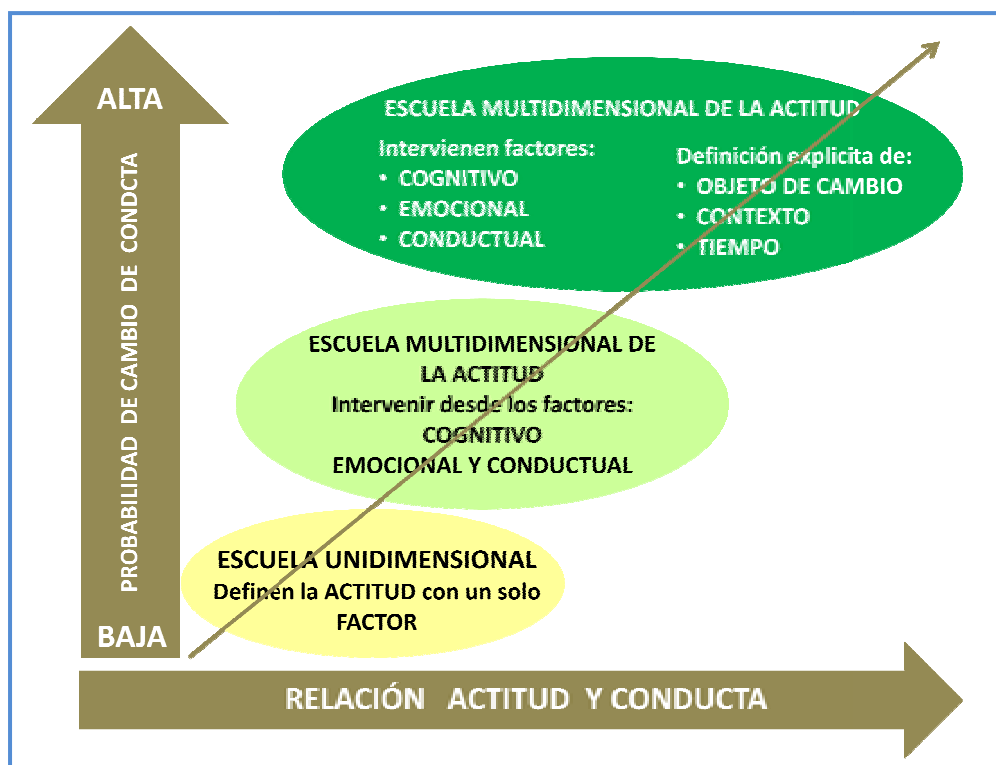 ALTA
PROBABILIDAD DE CAMBIO DE CONDCTA
BAJA
ESCUELA MULTIDIMENSIONAL DE LA ACTITUD
Intervienen factores:
• COGNITIVO
• EMOCIONAL
• CONDUCTUAL
Definición explicita de:
• OBJETO DE CAMBIO
• CONTEXTO
• TIEMPO
ESCUELA MULTIDIMENSIONAL DE
LA ACTITUD
Intervenir desde los factores:
COGNITIVO
EMOCIONAL Y CONDUCTUAL
ESCUELA UNIDIMENSIONAL
Definen la ACTITUD con un solo
FACTOR
RELACIÓN ACTITUD Y CONDUCTA